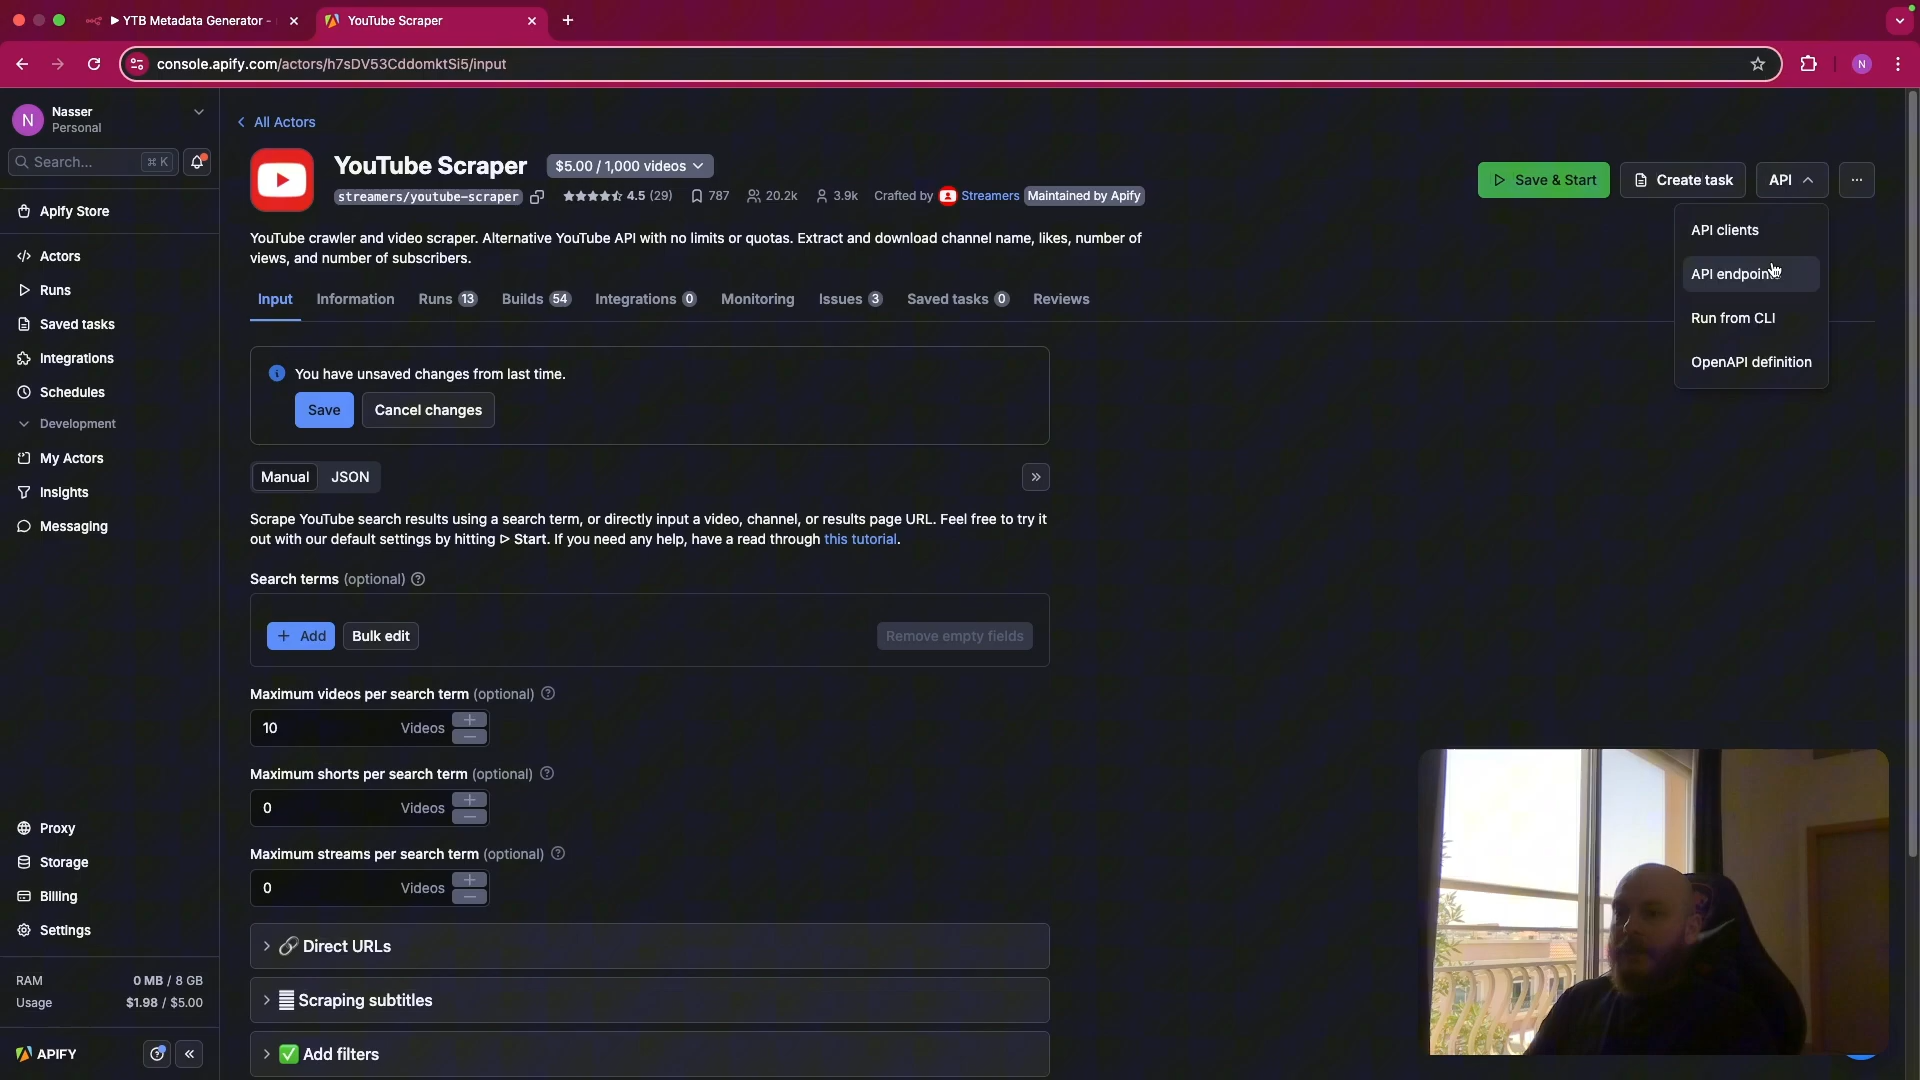 ▶ YTB Metadata Generator -
YouTube Scraper
console.apify.com/actors/h7sDV53CddomktSi5/input
N
N
Nasser
Personal
Search...
⌘ K
Apify Store
Actors
Runs
Saved tasks
Integrations
Schedules
Development
My Actors
Insights
Messaging
Proxy
Storage
Billing
Settings
RAM
0 MB / 8 GB
Usage
$1.98 / $5.00
APIFY
All Actors
YouTube Scraper
$5.00 / 1,000 videos
streamers/youtube-scraper
4.5 (29)
787
20.2k
3.9k
Crafted by
Streamers
Maintained by Apify
YouTube crawler and video scraper. Alternative YouTube API with no limits or quotas. Extract and download channel name, likes, number of
views, and number of subscribers.
Save & Start
Create task
API
API clients
API endpoint
Run from CLI
OpenAPI definition
Input
Information
Runs 13
Builds 54
Integrations 0
Monitoring
Issues 3
Saved tasks 0
Reviews
You have unsaved changes from last time.
Save
Cancel changes
Manual
JSON
Scrape YouTube search results using a search term, or directly input a video, channel, or results page URL. Feel free to try it
out with our default settings by hitting ▷ Start. If you need any help, have a read through this tutorial.
Search terms (optional)
+ Add
Bulk edit
Remove empty fields
Maximum videos per search term (optional)
10
Videos
Maximum shorts per search term (optional)
0
Videos
Maximum streams per search term (optional)
0
Videos
🔗 Direct URLs
Scraping subtitles
✅ Add filters